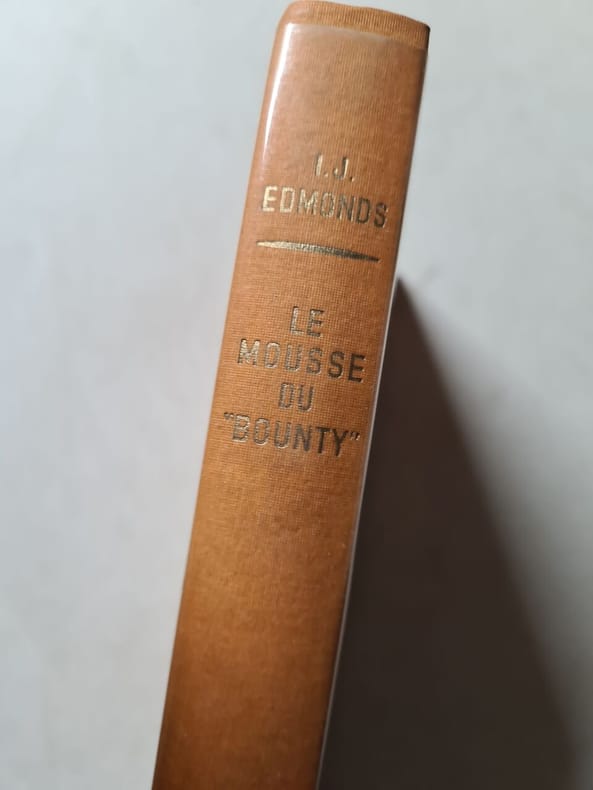 I.J.
EDMONDS
LE
MOUSSE
DU
"BOUNTY"